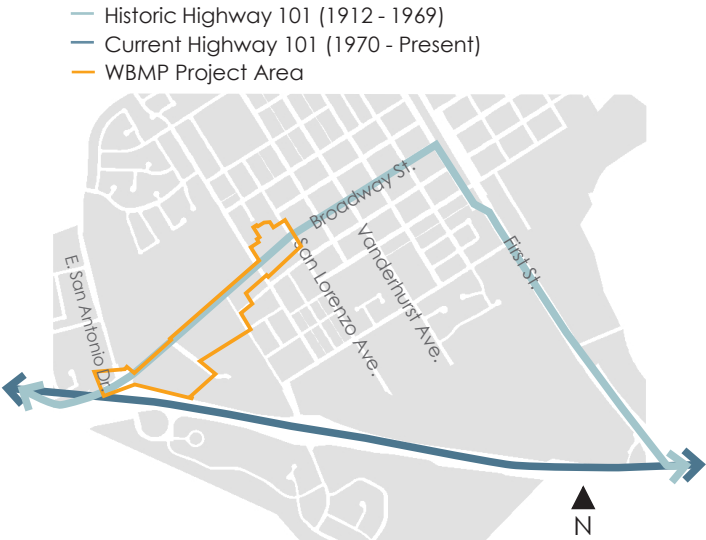 Historic Highway 101 (1912 - 1969)
Current Highway 101 (1970 - Present)
WBMP Project Area
Broadway St.
First St.
San Lorenzo Ave.
Vanderhurst Ave.
E. San Antonio Dr.
N